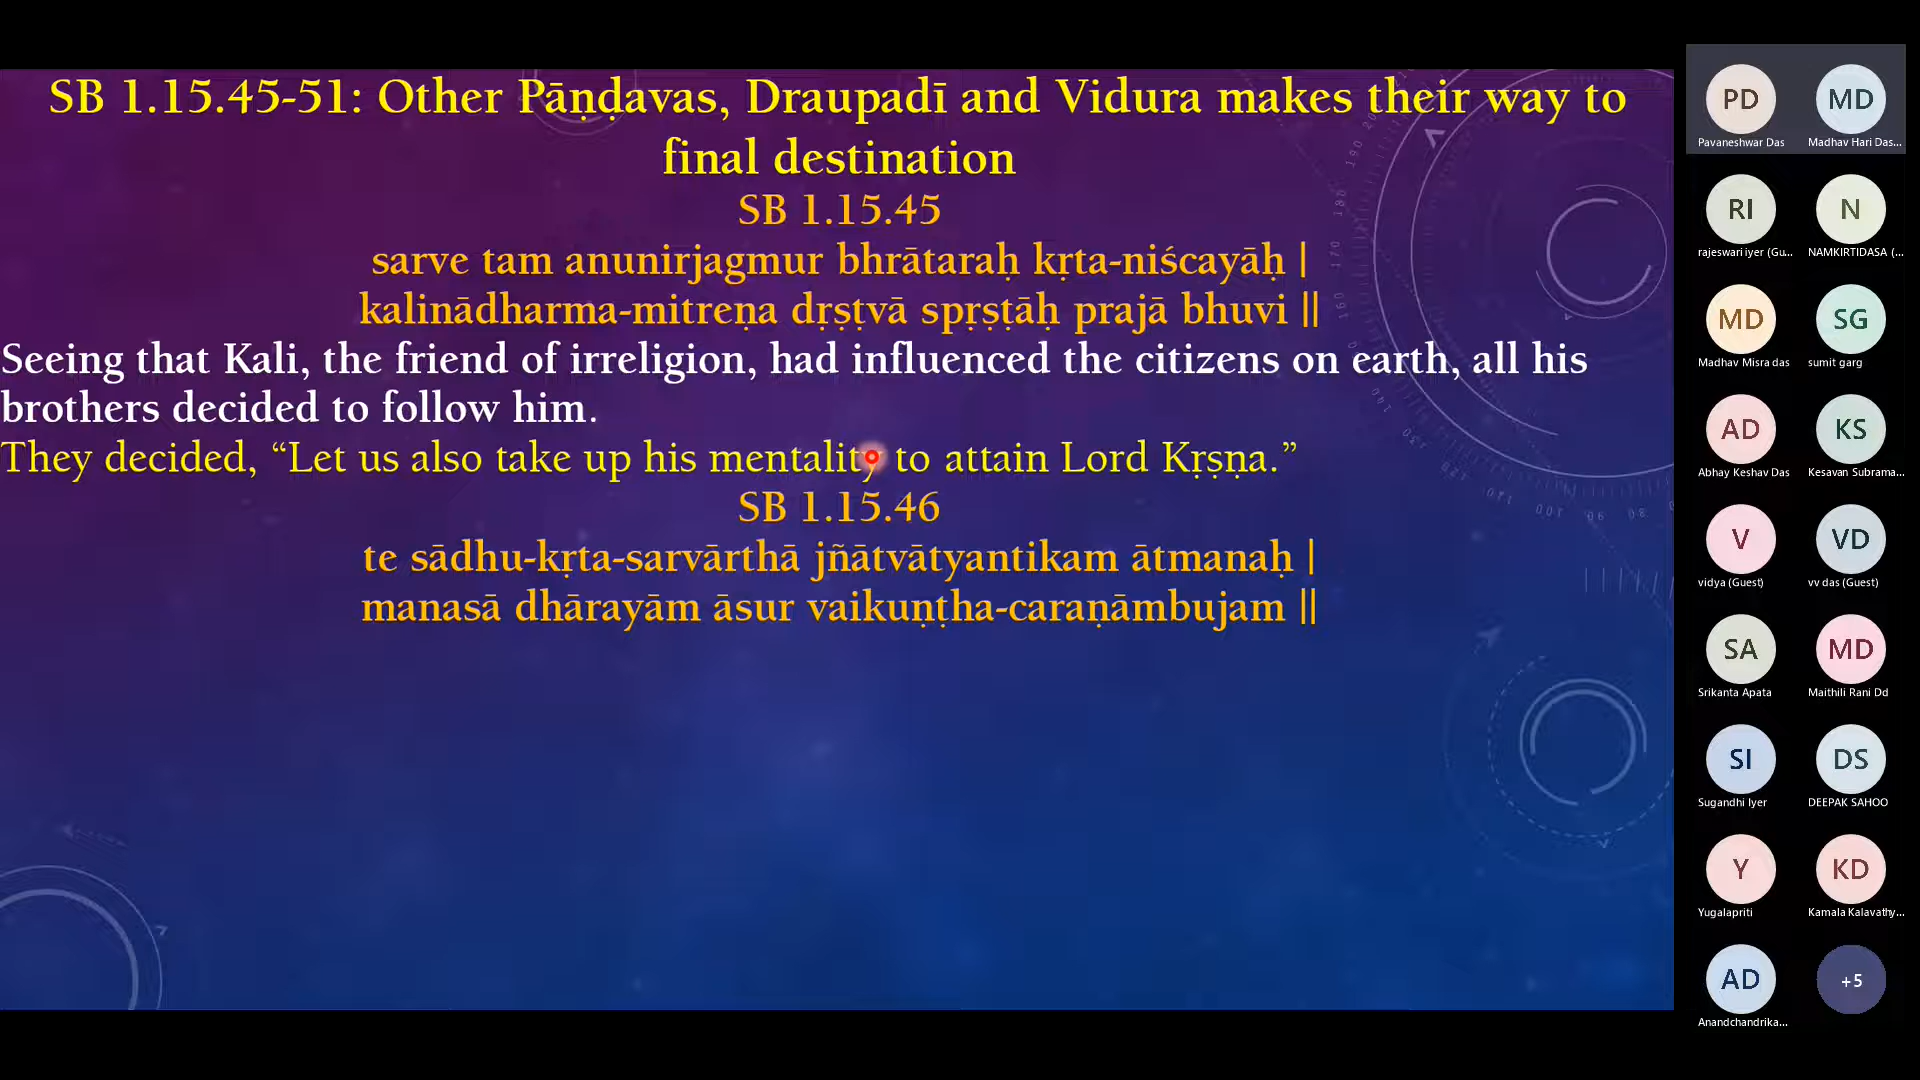 SB 1.15.45-51: Other Pāṇḍavas, Draupadī and Vidura makes their way to
final destination
SB 1.15.45
sarve tam anunirjagmur bhrātaraḥ kṛta-niścayāḥ |
kalinādharma-mitreṇa dṛṣṭvā spṛṣṭāḥ prajā bhuvi ||
Seeing that Kali, the friend of irreligion, had influenced the citizens on earth, all his
brothers decided to follow him.
They decided, “Let us also take up his mentality to attain Lord Kṛṣṇa.”
SB 1.15.46
te sādhu-kṛta-sarvārthā jñātvātyantikam ātmanaḥ |
manasā dhārayām āsur vaikuṇṭha-caraṇāmbujam ||
PD MD
Pavaneshwar Das Madhav Hari Das...
RI N
rajeswari iyer (Gu... NAMKIRTIDASA (...
MD SG
Madhav Misra das sumit garg
AD KS
Abhay Keshav Das Kesavan Subrama...
V VD
vidya (Guest) vv das (Guest)
SA MD
Srikanta Apata Maithili Rani Dd
SI DS
Sugandhi Iyer DEEPAK SAHOO
Y KD
Yugalapriti Kamala Kalavathy...
AD +5
Anandchandrika...